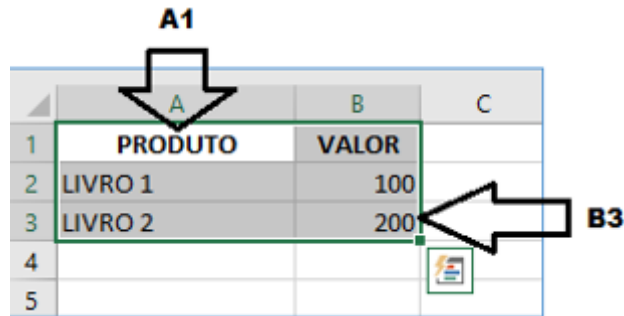 A1
A B C
1 PRODUTO VALOR
2 LIVRO 1 100
3 LIVRO 2 200
B3
4
5